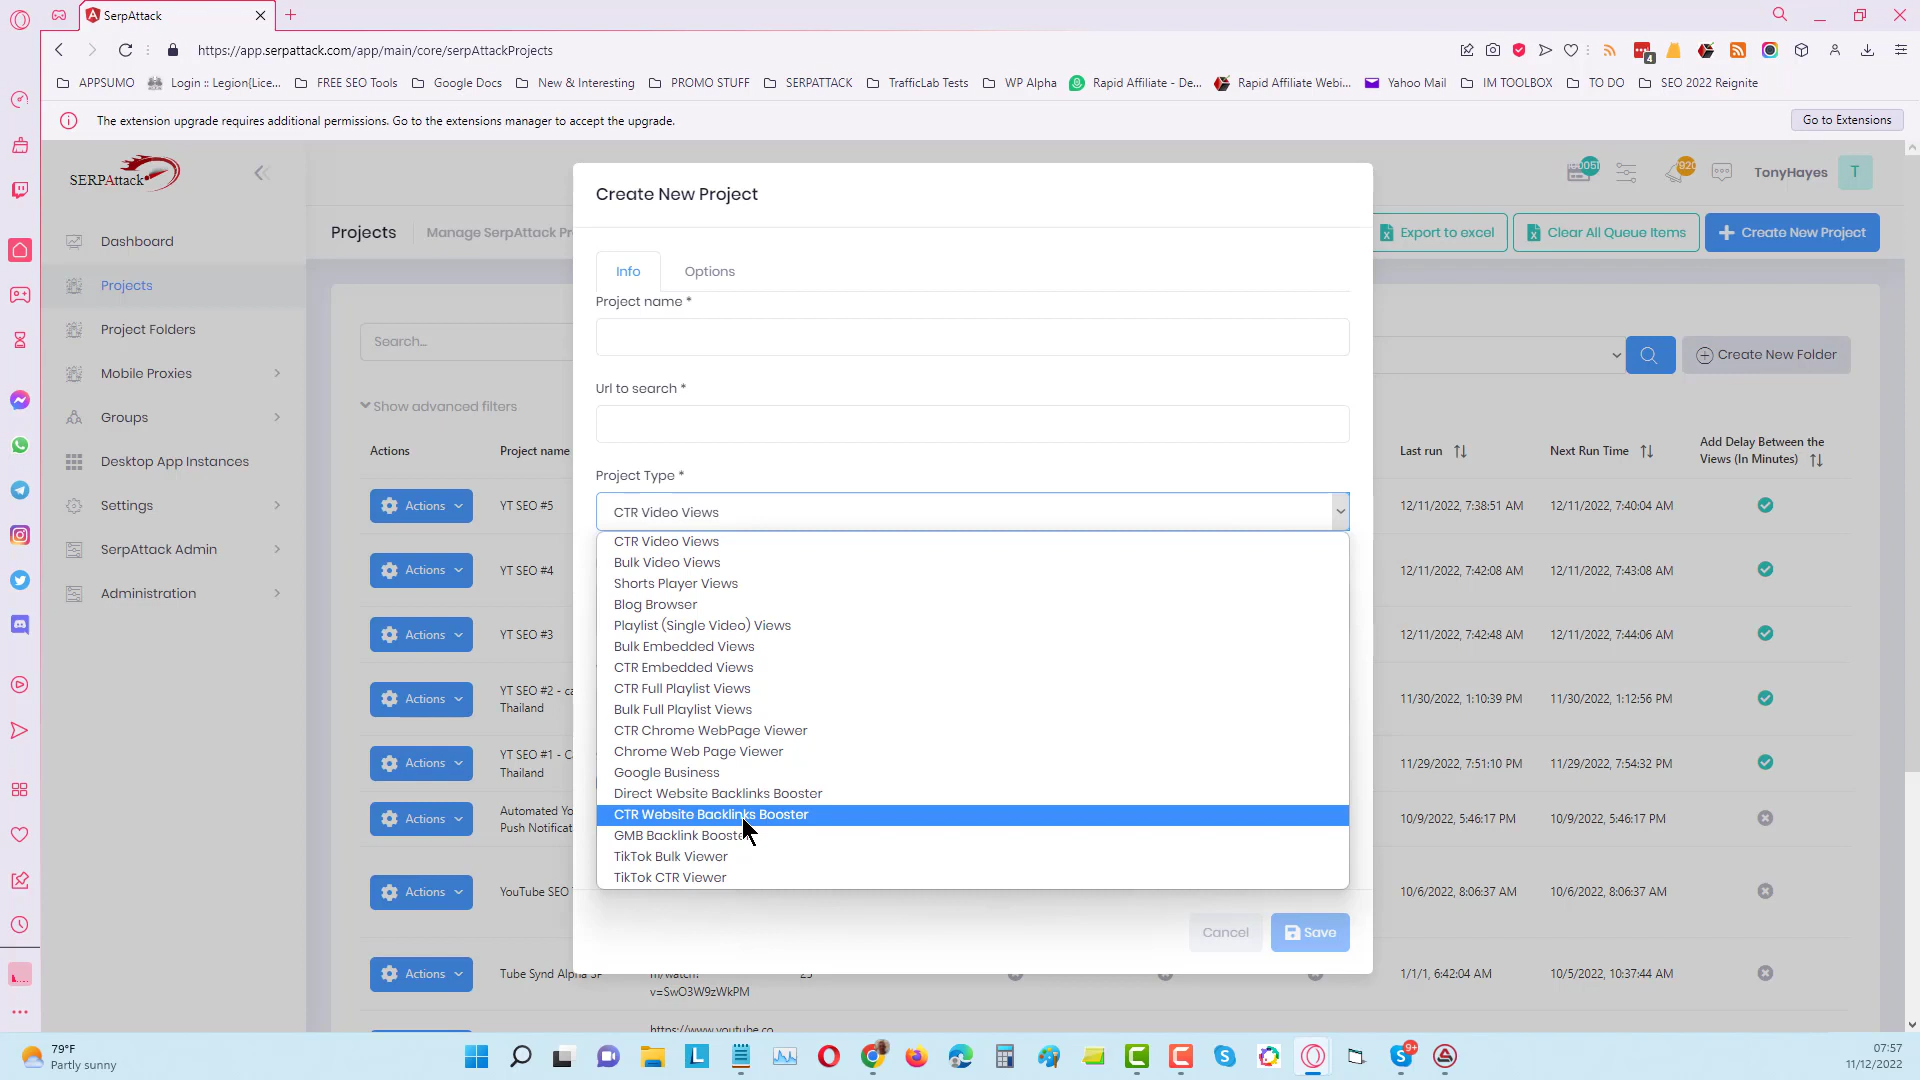 SerpAttack
https://app.serpattack.com/app/main/core/serpAttackProjects
4
APPSUMO
Login :: Legion{Lice...
FREE SEO Tools
Google Docs
New & Interesting
PROMO STUFF
SERPATTACK
TrafficLab Tests
WP Alpha
Rapid Affiliate - De...
Rapid Affiliate Webi...
Yahoo Mail
IM TOOLBOX
TO DO
SEO 2022 Reignite
The extension upgrade requires additional permissions. Go to the extensions manager to accept the upgrade.
Go to Extensions
SERPAttack
Dashboard
Projects
Project Folders
Mobile Proxies
Groups
Desktop App Instances
Settings
SerpAttack Admin
Administration
920
TonyHayes
T
Projects
Manage SerpAttack Pr
Export to excel
Clear All Queue Items
Create New Project
Search...
Create New Folder
Show advanced filters
Actions
Project name
Last run
Next Run Time
Add Delay Between the
Views (In Minutes)
Actions
YT SEO #5
12/11/2022, 7:38:51 AM
12/11/2022, 7:40:04 AM
Actions
YT SEO #4
12/11/2022, 7:42:08 AM
12/11/2022, 7:43:08 AM
Actions
YT SEO #3
12/11/2022, 7:42:48 AM
12/11/2022, 7:44:06 AM
Actions
YT SEO #2 - ca
Thailand
11/30/2022, 1:10:39 PM
11/30/2022, 1:12:56 PM
Actions
YT SEO #1 - C
Thailand
11/29/2022, 7:51:10 PM
11/29/2022, 7:54:32 PM
Actions
Automated Yo
Push Notificat
10/9/2022, 5:46:17 PM
10/9/2022, 5:46:17 PM
Actions
YouTube SEO
10/6/2022, 8:06:37 AM
10/6/2022, 8:06:37 AM
Actions
Tube Synd Alpha SP
m/watch?
v=SwO3W9zWkPM
25
1/1/1, 6:42:04 AM
10/5/2022, 10:37:44 AM
https://www.youtube.co
Create New Project
Info
Options
Project name *
Url to search *
Project Type *
CTR Video Views
CTR Video Views
Bulk Video Views
Shorts Player Views
Blog Browser
Playlist (Single Video) Views
Bulk Embedded Views
CTR Embedded Views
CTR Full Playlist Views
Bulk Full Playlist Views
CTR Chrome WebPage Viewer
Chrome Web Page Viewer
Google Business
Direct Website Backlinks Booster
CTR Website Backlinks Booster
GMB Backlink Booste
TikTok Bulk Viewer
TikTok CTR Viewer
Cancel
Save
79°F
Partly sunny
L
9+
07:57
11/12/2022